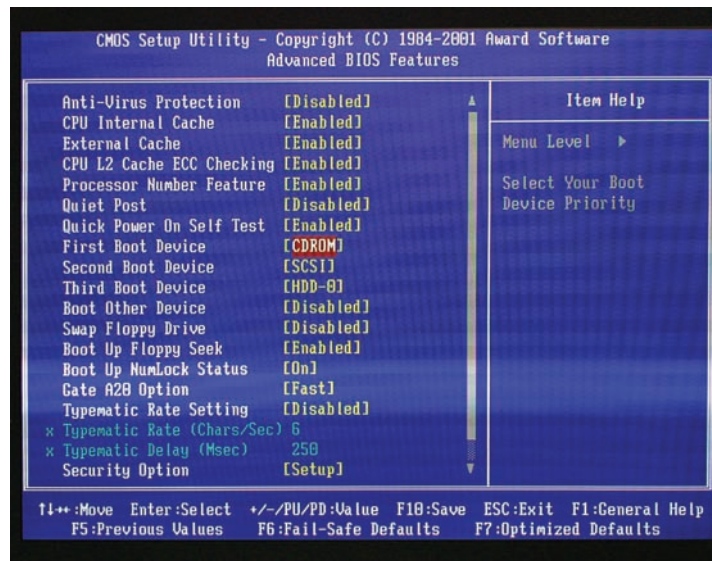 CMOS Setup Utility - Copyright (C) 1984-2001 Award Software
Advanced BIOS Features
Anti-Virus Protection [Disabled]
CPU Internal Cache [Enabled]
External Cache [Enabled]
CPU L2 Cache ECC Checking [Enabled]
Processor Number Feature [Enabled]
Quiet Post [Disabled]
Quick Power On Self Test [Enabled]
First Boot Device [CDROM]
Second Boot Device [SCSI]
Third Boot Device [HDD-0]
Boot Other Device [Disabled]
Swap Floppy Drive [Disabled]
Boot Up Floppy Seek [Enabled]
Boot Up NumLock Status [On]
Gate A20 Option [Fast]
Typematic Rate Setting [Disabled]
x Typematic Rate (Chars/Sec) 6
x Typematic Delay (Msec) 250
Security Option [Setup]
Item Help
Menu Level ▶
Select Your Boot
Device Priority
↑↓→←:Move Enter:Select +/-/PU/PD:Value F10:Save ESC:Exit F1:General Help
F5:Previous Values F6:Fail-Safe Defaults F7:Optimized Defaults